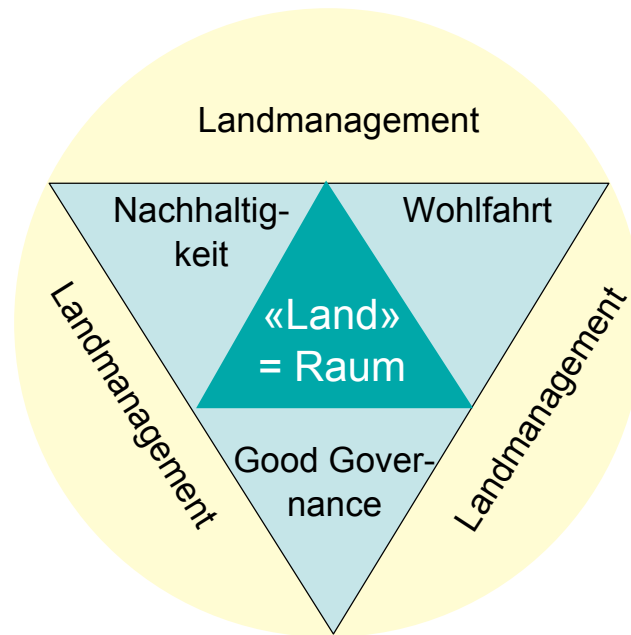 Landmanagement
Nachhaltig-
keit
Wohlfahrt
«Land»
= Raum
Landmanagement
Landmanagement
Good Gover-
nance